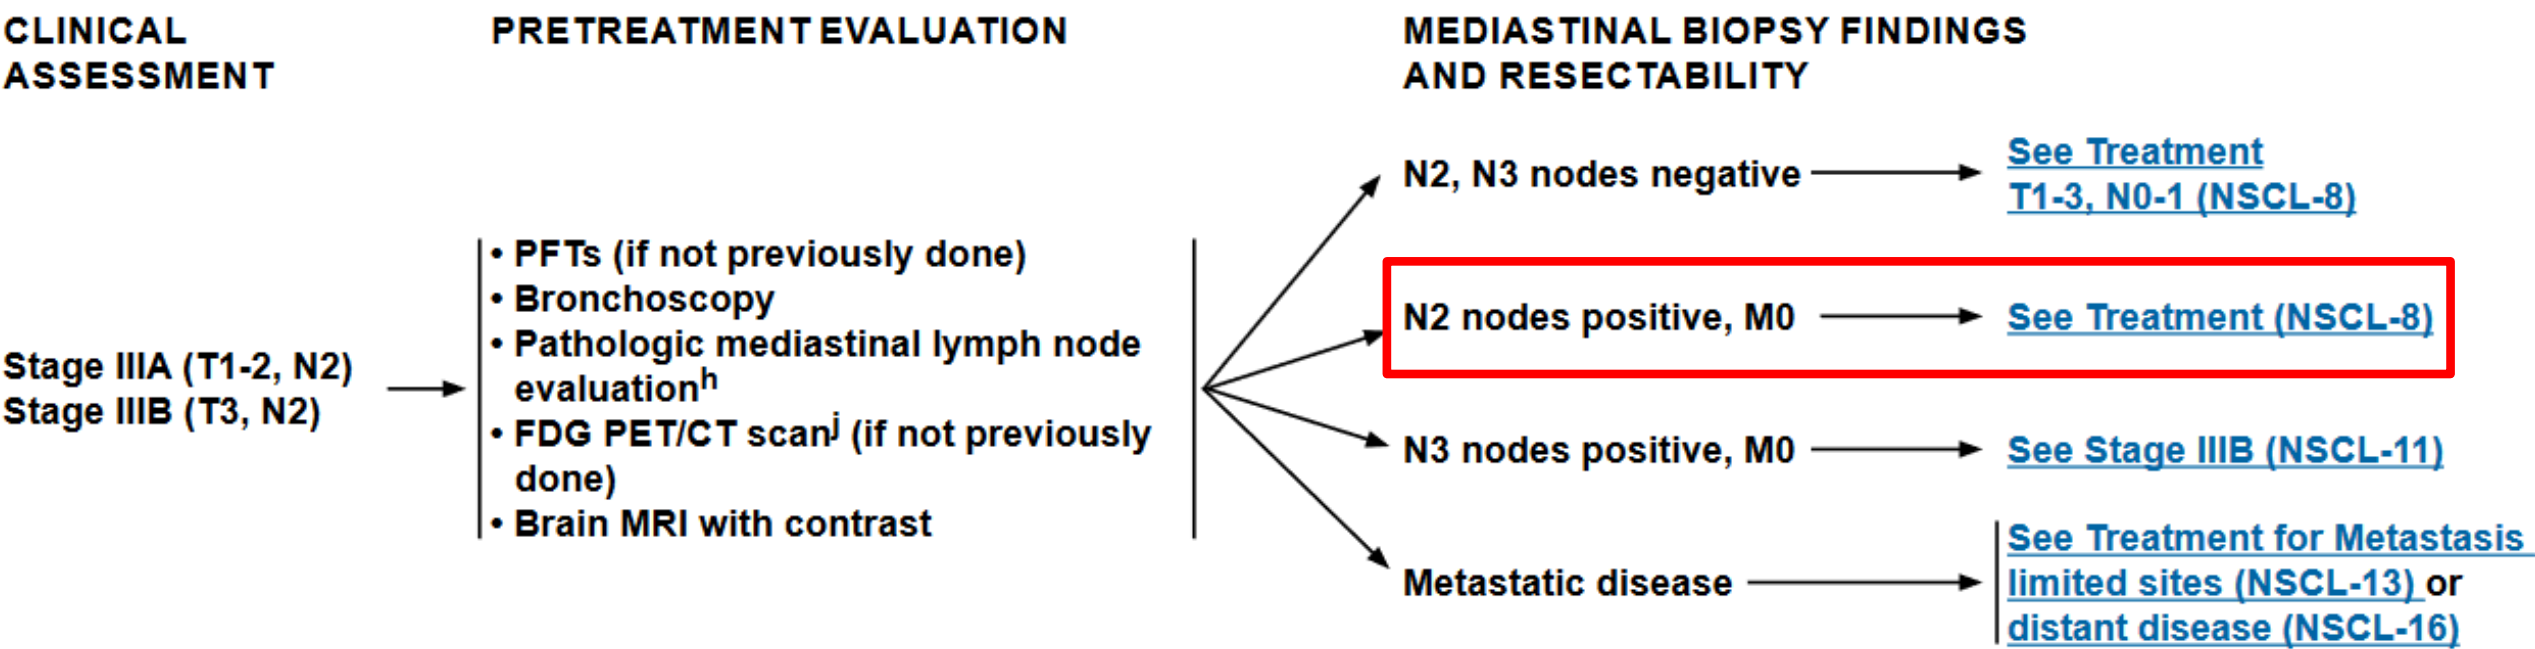 CLINICAL
ASSESSMENT
PRETREATMENT EVALUATION
MEDIASTINAL BIOPSY FINDINGS
AND RESECTABILITY
Stage IIIA (T1-2, N2)
Stage IIIB (T3, N2)
• PFTs (if not previously done)
• Bronchoscopy
• Pathologic mediastinal lymph node
evaluationh
• FDG PET/CT scanj (if not previously
done)
• Brain MRI with contrast
N2, N3 nodes negative
See Treatment
T1-3, N0-1 (NSCL-8)
N2 nodes positive, M0
See Treatment (NSCL-8)
N3 nodes positive, M0
See Stage IIIB (NSCL-11)
Metastatic disease
See Treatment for Metastasis
limited sites (NSCL-13) or
distant disease (NSCL-16)